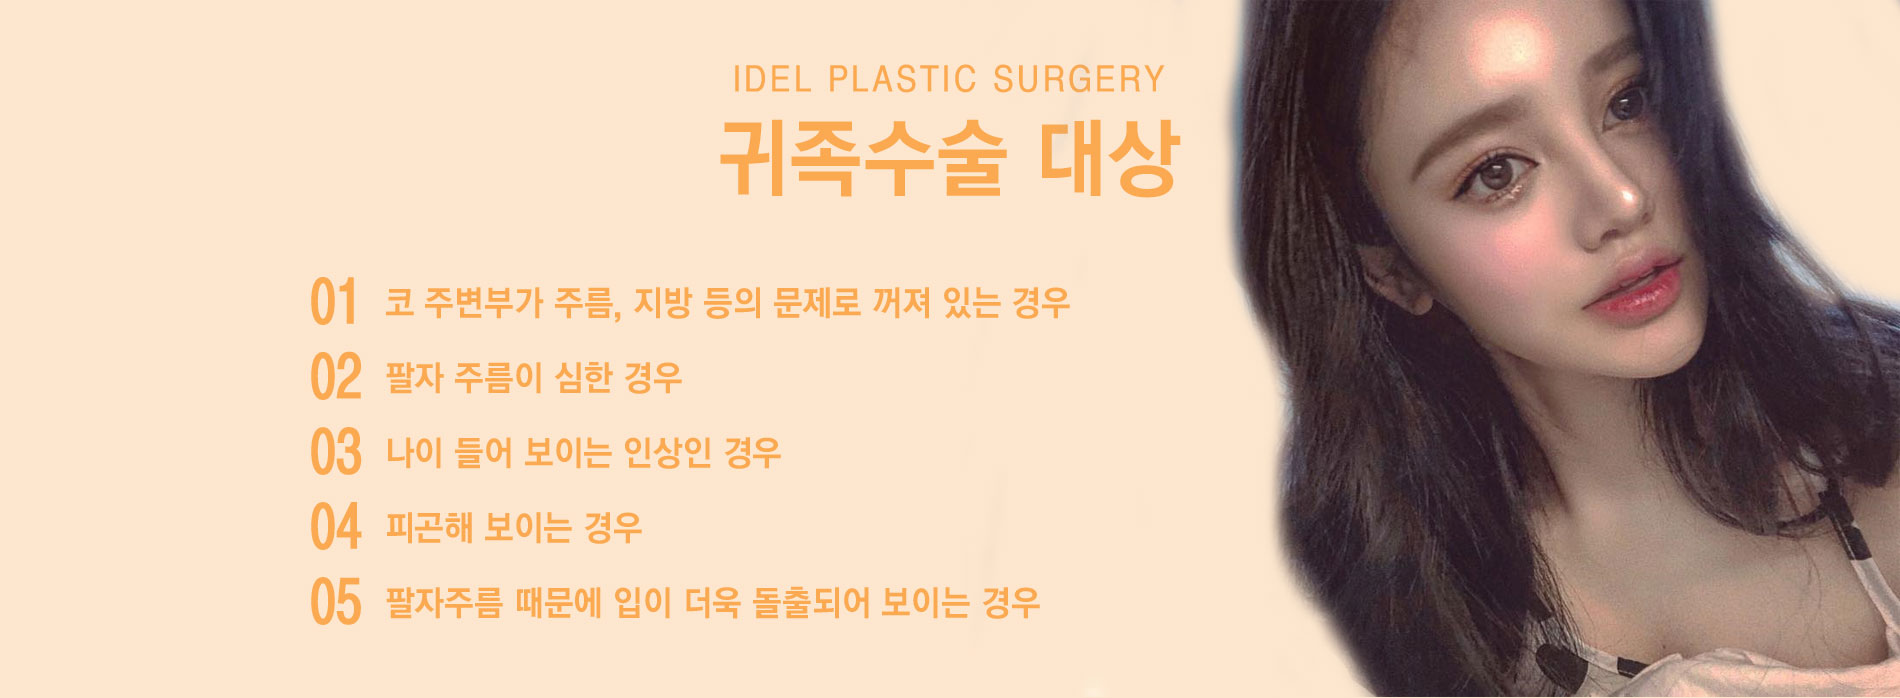 IDEL PLASTIC SURGERY
귀족수술 대상
01 코 주변부가 주름, 지방 등의 문제로 꺼져 있는 경우
02 팔자 주름이 심한 경우
03 나이 들어 보이는 인상인 경우
04 피곤해 보이는 경우
05 팔자주름 때문에 입이 더욱 돌출되어 보이는 경우